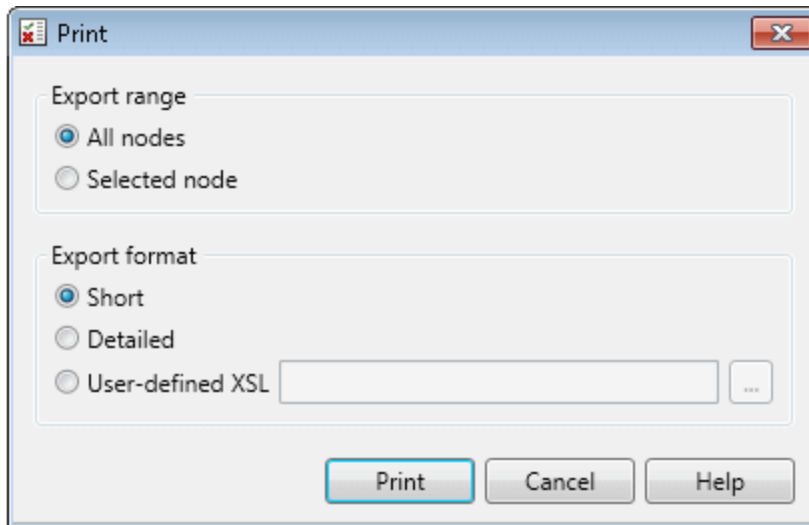 Print
Export range
All nodes
Selected node
Export format
Short
Detailed
User-defined XSL
...
Print Cancel Help